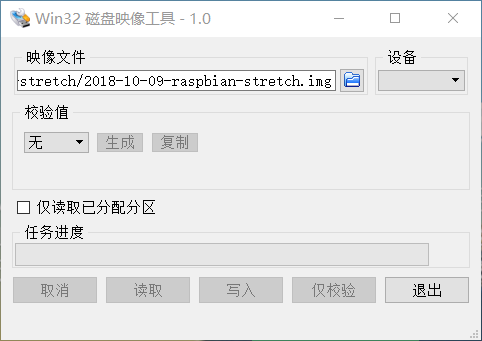 Win32 磁盘映像工具 - 1.0
映像文件
设备
-stretch/2018-10-09-raspbian-stretch.img
校验值
无
生成
复制
仅读取已分配分区
任务进度
取消
读取
写入
仅校验
退出